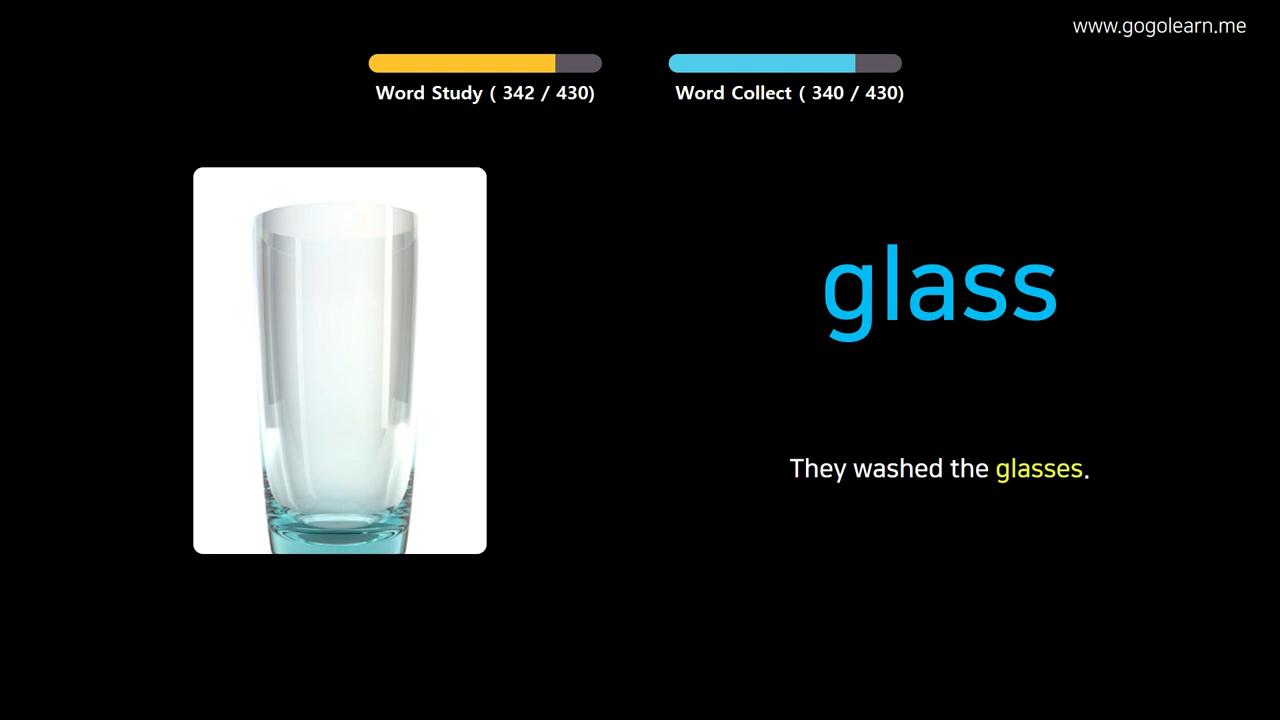 www.gogolearn.me
Word Study ( 342 / 430)
Word Collect ( 340 / 430)
glass
They washed the glasses.